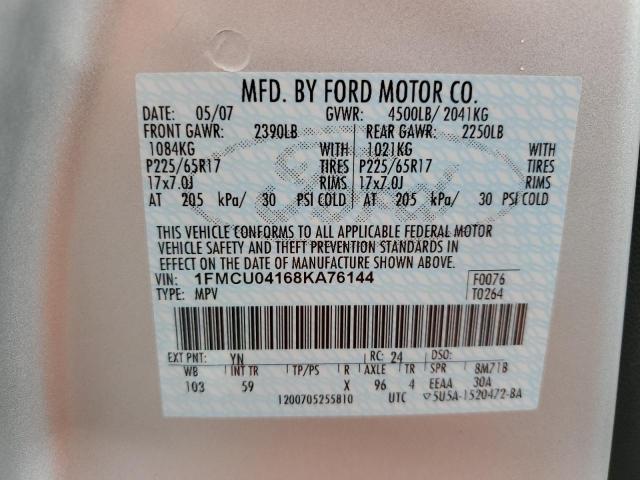 MFD. BY FORD MOTOR CO.
DATE: 05/07 GVWR: 4500LB/ 2041KG
FRONT GAWR: 2390LB REAR GAWR: 2250LB
1084KG WITH 1021KG WITH
P225/65R17 TIRES P225/65R17 TIRES
17x7.0J RIMS 17x7.0J RIMS
AT 205 kPa/ 30 PSI COLD AT 205 kPa/ 30 PSI COLD
THIS VEHICLE CONFORMS TO ALL APPLICABLE FEDERAL MOTOR
VEHICLE SAFETY AND THEFT PREVENTION STANDARDS IN
EFFECT ON THE DATE OF MANUFACTURE SHOWN ABOVE.
VIN: 1FMCU04168KA76144 F0076
TYPE: MPV T0264
EXT PNT: YN RC: 24 DSO:
WB INT TR TP/PS R AXLE TR SPR 8M71B
103 59 X 96 4 EEAA 30A
1200705255810 UTC ▽5U5A-1520472-BA